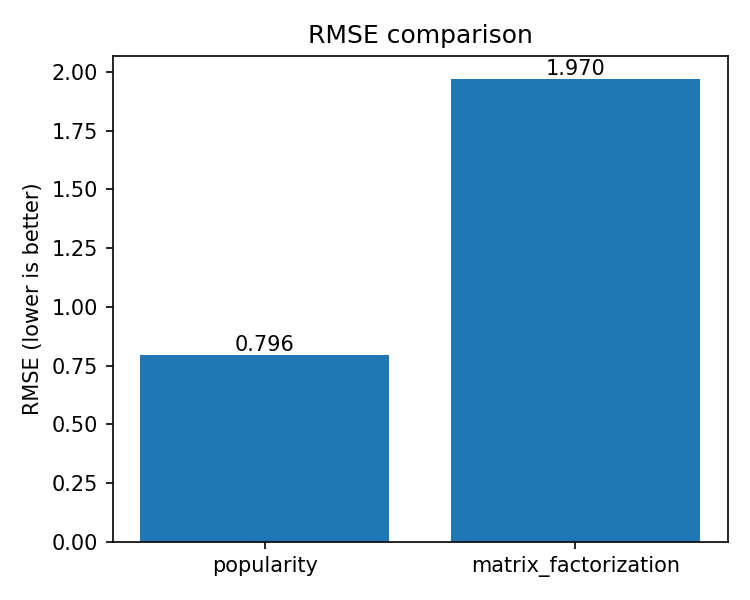 RMSE comparison
RMSE (lower is better)
2.00
1.75
1.50
1.25
1.00
0.75
0.50
0.25
0.00
0.796
1.970
popularity
matrix_factorization